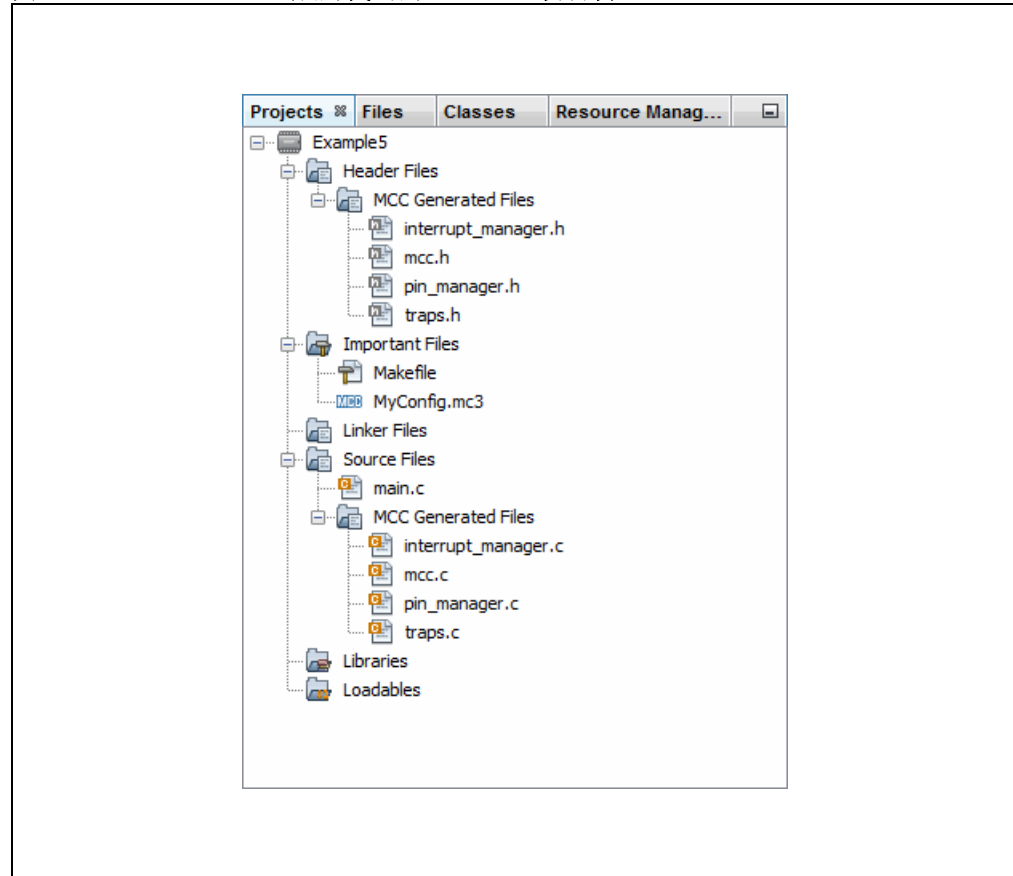 Projects Files Classes Resource Manag...
Example5
Header Files
MCC Generated Files
interrupt_manager.h
mcc.h
pin_manager.h
traps.h
Important Files
Makefile
MyConfig.mc3
Linker Files
Source Files
main.c
MCC Generated Files
interrupt_manager.c
mcc.c
pin_manager.c
traps.c
Libraries
Loadables